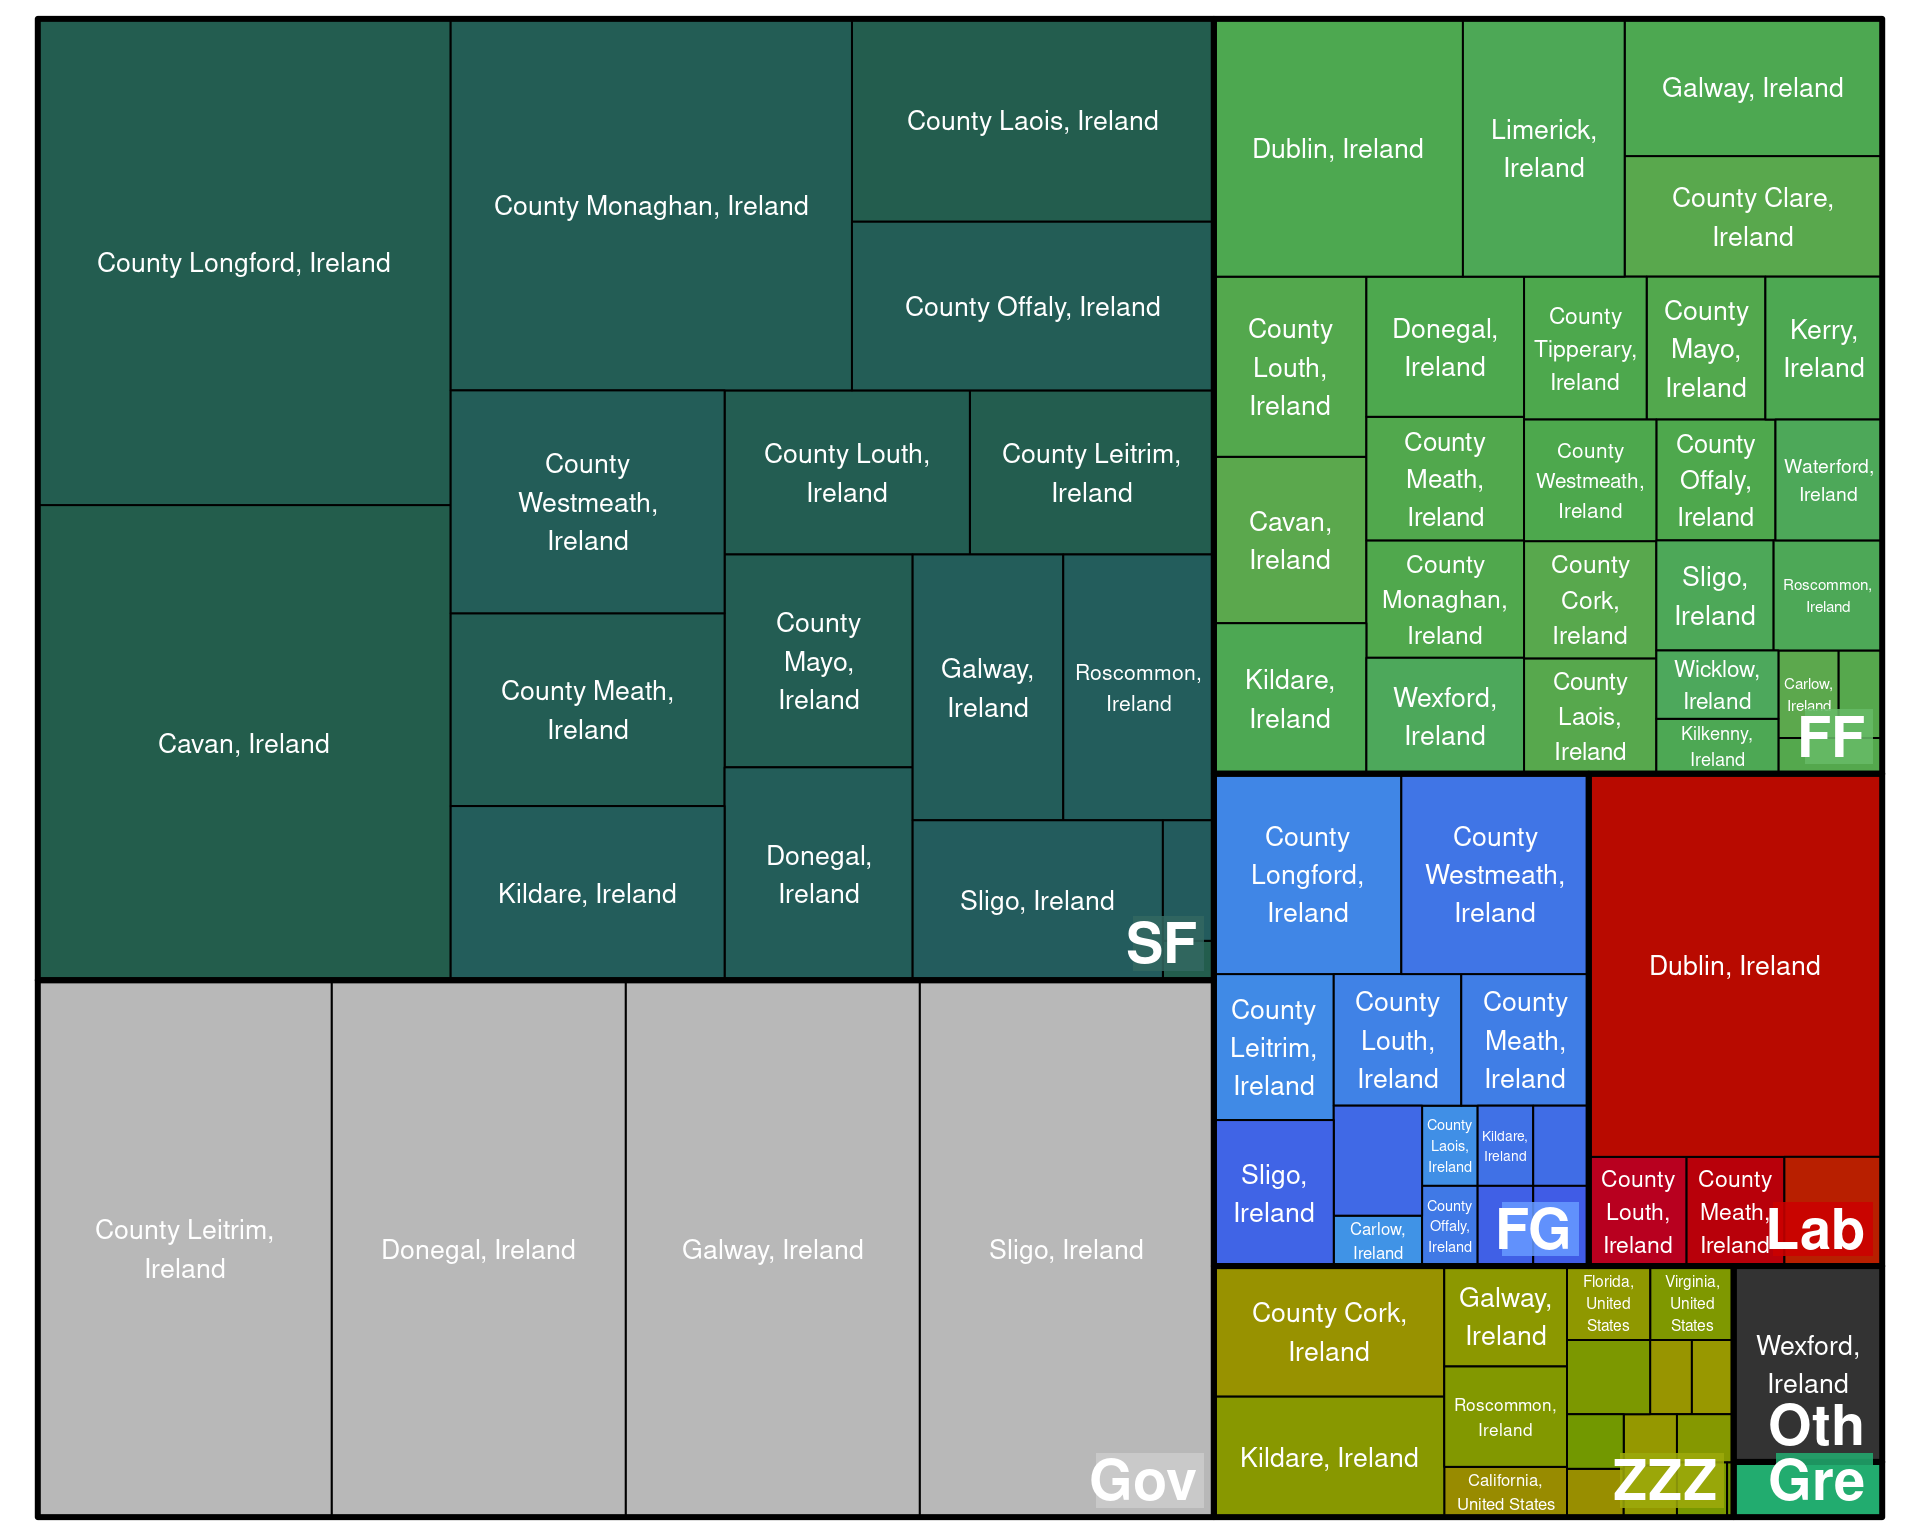 County Longford, Ireland
Cavan, Ireland
County Monaghan, Ireland
County Laois, Ireland
County Offaly, Ireland
County
Westmeath,
Ireland
County Meath,
Ireland
Kildare, Ireland
County Louth,
Ireland
County Leitrim,
Ireland
County
Mayo,
Ireland
Donegal,
Ireland
Galway,
Ireland
Roscommon,
Ireland
Sligo, Ireland
SF
County Leitrim,
Ireland
Donegal, Ireland
Galway, Ireland
Sligo, Ireland
Gov
Dublin, Ireland
Limerick,
Ireland
Galway, Ireland
County Clare,
Ireland
County
Louth,
Ireland
Cavan,
Ireland
Kildare,
Ireland
Donegal,
Ireland
County
Meath,
Ireland
County
Monaghan,
Ireland
Wexford,
Ireland
County
Tipperary,
Ireland
County
Mayo,
Ireland
Kerry,
Ireland
County
Westmeath,
Ireland
County
Offaly,
Ireland
Waterford,
Ireland
County
Cork,
Ireland
County
Laois,
Ireland
Sligo,
Ireland
Roscommon,
Ireland
Wicklow,
Ireland
Kilkenny,
Ireland
Carlow,
Ireland
FF
County
Longford,
Ireland
County
Westmeath,
Ireland
County
Leitrim,
Ireland
Sligo,
Ireland
County
Louth,
Ireland
County
Meath,
Ireland
Carlow,
Ireland
County
Laois,
Ireland
Kildare,
Ireland
County
Offaly,
Ireland
FG
Dublin, Ireland
County
Louth,
Ireland
County
Meath,
Ireland
Lab
County Cork,
Ireland
Kildare, Ireland
Galway,
Ireland
Roscommon,
Ireland
California,
United States
Florida,
United
States
Virginia,
United
States
ZZZ
Wexford,
Ireland
Oth
Gre